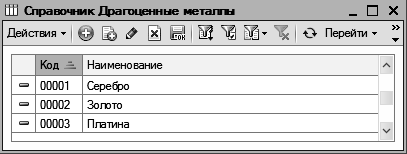 Справочник Драгоценные металлы
Действия Перейти
Код Наименование
00001 Серебро
00002 Золото
00003 Платина